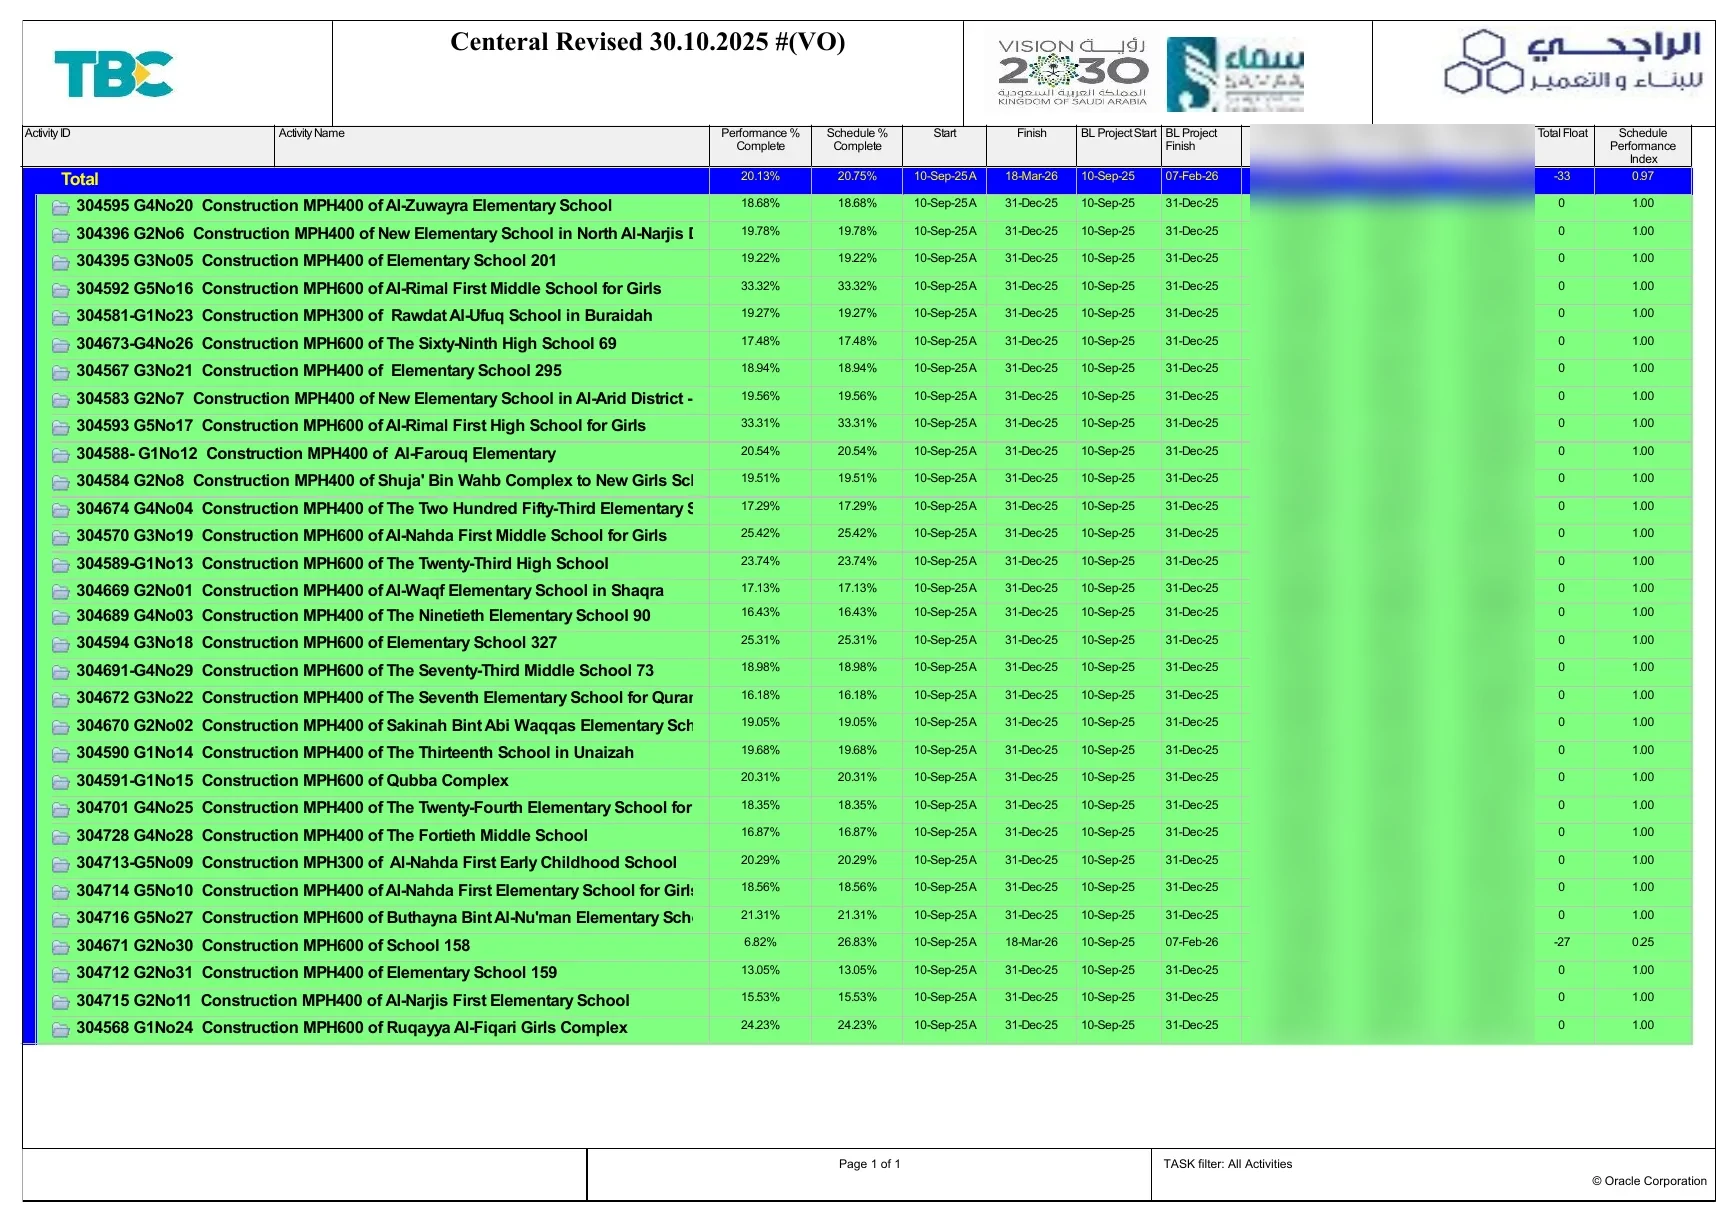 TBC
Centeral Revised 30.10.2025 #(VO)
VISION رؤية
2030
المملكة العربية السعودية
KINGDOM OF SAUDI ARABIA
سفاء
SAVAA
الراجحي
للبناء و التعمير
Activity ID Activity Name Performance % Complete Schedule % Complete Start Finish BL Project Start BL Project Finish Total Float Schedule Performance Index
Total 20.13% 20.75% 10-Sep-25 A 18-Mar-26 10-Sep-25 07-Feb-26 -33 0.97
304595 G4No20 Construction MPH400 of Al-Zuwayra Elementary School 18.68% 18.68% 10-Sep-25 A 31-Dec-25 10-Sep-25 31-Dec-25 0 1.00
304396 G2No6 Construction MPH400 of New Elementary School in North Al-Narjis 19.78% 19.78% 10-Sep-25 A 31-Dec-25 10-Sep-25 31-Dec-25 0 1.00
304395 G3No05 Construction MPH400 of Elementary School 201 19.22% 19.22% 10-Sep-25 A 31-Dec-25 10-Sep-25 31-Dec-25 0 1.00
304592 G5No16 Construction MPH600 of Al-Rimal First Middle School for Girls 33.32% 33.32% 10-Sep-25 A 31-Dec-25 10-Sep-25 31-Dec-25 0 1.00
304581-G1No23 Construction MPH300 of Rawdat Al-Ufuq School in Buraidah 19.27% 19.27% 10-Sep-25 A 31-Dec-25 10-Sep-25 31-Dec-25 0 1.00
304673-G4No26 Construction MPH600 of The Sixty-Ninth High School 69 17.48% 17.48% 10-Sep-25 A 31-Dec-25 10-Sep-25 31-Dec-25 0 1.00
304567 G3No21 Construction MPH400 of Elementary School 295 18.94% 18.94% 10-Sep-25 A 31-Dec-25 10-Sep-25 31-Dec-25 0 1.00
304583 G2No7 Construction MPH400 of New Elementary School in Al-Arid District - 19.56% 19.56% 10-Sep-25 A 31-Dec-25 10-Sep-25 31-Dec-25 0 1.00
304593 G5No17 Construction MPH600 of Al-Rimal First High School for Girls 33.31% 33.31% 10-Sep-25 A 31-Dec-25 10-Sep-25 31-Dec-25 0 1.00
304588- G1No12 Construction MPH400 of Al-Farouq Elementary 20.54% 20.54% 10-Sep-25 A 31-Dec-25 10-Sep-25 31-Dec-25 0 1.00
304584 G2No8 Construction MPH400 of Shuja' Bin Wahb Complex to New Girls Scl 19.51% 19.51% 10-Sep-25 A 31-Dec-25 10-Sep-25 31-Dec-25 0 1.00
304674 G4No04 Construction MPH400 of The Two Hundred Fifty-Third Elementary S 17.29% 17.29% 10-Sep-25 A 31-Dec-25 10-Sep-25 31-Dec-25 0 1.00
304570 G3No19 Construction MPH600 of Al-Nahda First Middle School for Girls 25.42% 25.42% 10-Sep-25 A 31-Dec-25 10-Sep-25 31-Dec-25 0 1.00
304589-G1No13 Construction MPH600 of The Twenty-Third High School 23.74% 23.74% 10-Sep-25 A 31-Dec-25 10-Sep-25 31-Dec-25 0 1.00
304669 G2No01 Construction MPH400 of Al-Waqf Elementary School in Shaqra 17.13% 17.13% 10-Sep-25 A 31-Dec-25 10-Sep-25 31-Dec-25 0 1.00
304689 G4No03 Construction MPH400 of The Ninetieth Elementary School 90 16.43% 16.43% 10-Sep-25 A 31-Dec-25 10-Sep-25 31-Dec-25 0 1.00
304594 G3No18 Construction MPH600 of Elementary School 327 25.31% 25.31% 10-Sep-25 A 31-Dec-25 10-Sep-25 31-Dec-25 0 1.00
304691-G4No29 Construction MPH600 of The Seventy-Third Middle School 73 18.98% 18.98% 10-Sep-25 A 31-Dec-25 10-Sep-25 31-Dec-25 0 1.00
304672 G3No22 Construction MPH400 of The Seventh Elementary School for Qurar 16.18% 16.18% 10-Sep-25 A 31-Dec-25 10-Sep-25 31-Dec-25 0 1.00
304670 G2No02 Construction MPH400 of Sakinah Bint Abi Waqqas Elementary Sch 19.05% 19.05% 10-Sep-25 A 31-Dec-25 10-Sep-25 31-Dec-25 0 1.00
304590 G1No14 Construction MPH400 of The Thirteenth School in Unaizah 19.68% 19.68% 10-Sep-25 A 31-Dec-25 10-Sep-25 31-Dec-25 0 1.00
304591-G1No15 Construction MPH600 of Qubba Complex 20.31% 20.31% 10-Sep-25 A 31-Dec-25 10-Sep-25 31-Dec-25 0 1.00
304701 G4No25 Construction MPH400 of The Twenty-Fourth Elementary School for 18.35% 18.35% 10-Sep-25 A 31-Dec-25 10-Sep-25 31-Dec-25 0 1.00
304728 G4No28 Construction MPH400 of The Fortieth Middle School 16.87% 16.87% 10-Sep-25 A 31-Dec-25 10-Sep-25 31-Dec-25 0 1.00
304713-G5No09 Construction MPH300 of Al-Nahda First Early Childhood School 20.29% 20.29% 10-Sep-25 A 31-Dec-25 10-Sep-25 31-Dec-25 0 1.00
304714 G5No10 Construction MPH400 of Al-Nahda First Elementary School for Girls 18.56% 18.56% 10-Sep-25 A 31-Dec-25 10-Sep-25 31-Dec-25 0 1.00
304716 G5No27 Construction MPH600 of Buthayna Bint Al-Nu'man Elementary Sch 21.31% 21.31% 10-Sep-25 A 31-Dec-25 10-Sep-25 31-Dec-25 0 1.00
304671 G2No30 Construction MPH600 of School 158 6.82% 26.83% 10-Sep-25 A 18-Mar-26 10-Sep-25 07-Feb-26 -27 0.25
304712 G2No31 Construction MPH400 of Elementary School 159 13.05% 13.05% 10-Sep-25 A 31-Dec-25 10-Sep-25 31-Dec-25 0 1.00
304715 G2No11 Construction MPH400 of Al-Narjis First Elementary School 15.53% 15.53% 10-Sep-25 A 31-Dec-25 10-Sep-25 31-Dec-25 0 1.00
304568 G1No24 Construction MPH600 of Ruqayya Al-Fiqari Girls Complex 24.23% 24.23% 10-Sep-25 A 31-Dec-25 10-Sep-25 31-Dec-25 0 1.00
Page 1 of 1
TASK filter: All Activities
© Oracle Corporation